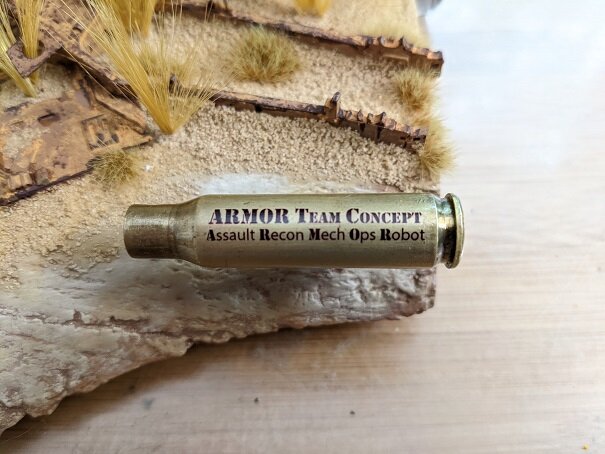 ARMOR Team Concept
Assault Recon Mech Ops Robot